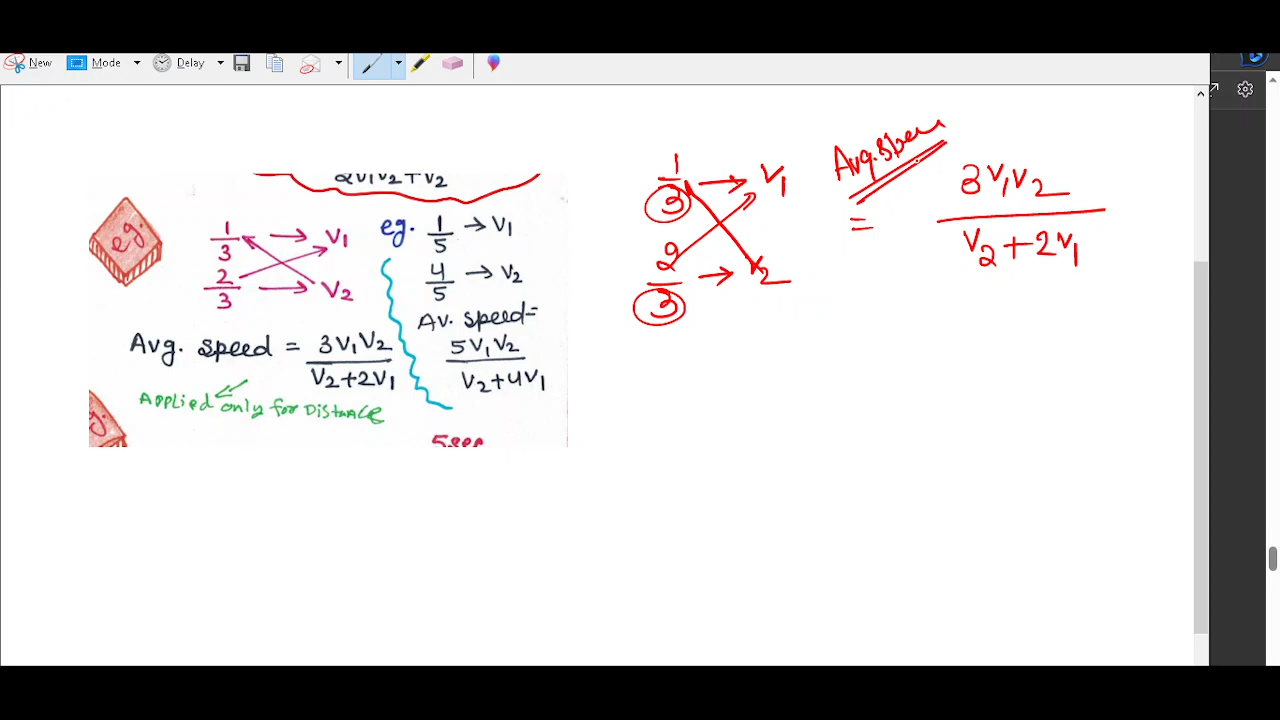 New Mode Delay
2V1V2 + V2
eg.
1/3 → V1
2/3 → V2
Avg. speed = 3V1V2 / V2+2V1
Applied only for Distance
eg. 1/5 → V1
4/5 → V2
Av. speed =
5V1V2 / V2+4V1
1/3 → V1
2/3 →
Avg. speed
= 3V1V2 / V2+2V1